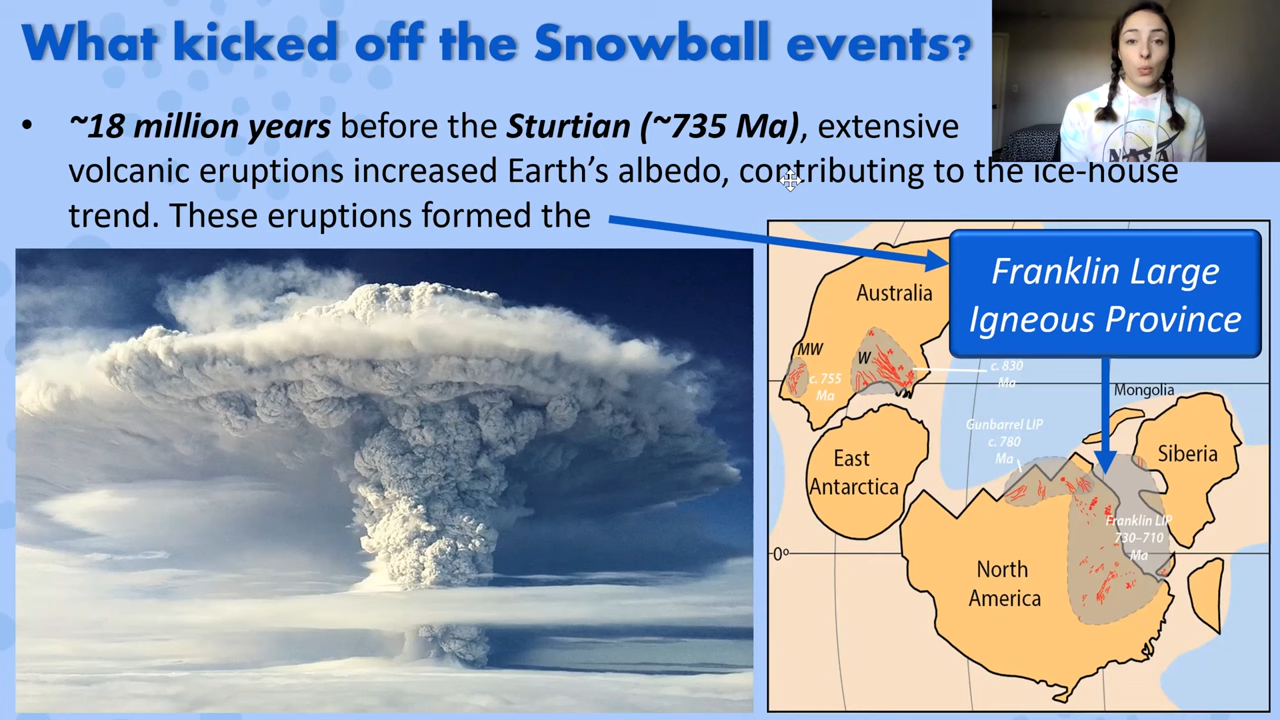 What kicked off the Snowball events?
• ~18 million years before the Sturtian (~735 Ma), extensive
volcanic eruptions increased Earth’s albedo, contributing to the ice-house
trend. These eruptions formed the
Franklin Large
Igneous Province
Australia
MW
W
c. 755
Ma
c. 830
Ma
Mongolia
Gunbarrel LIP
c. 780
Ma
Siberia
East
Antarctica
Franklin LIP
730–710
Ma
0º
North
America
NASA